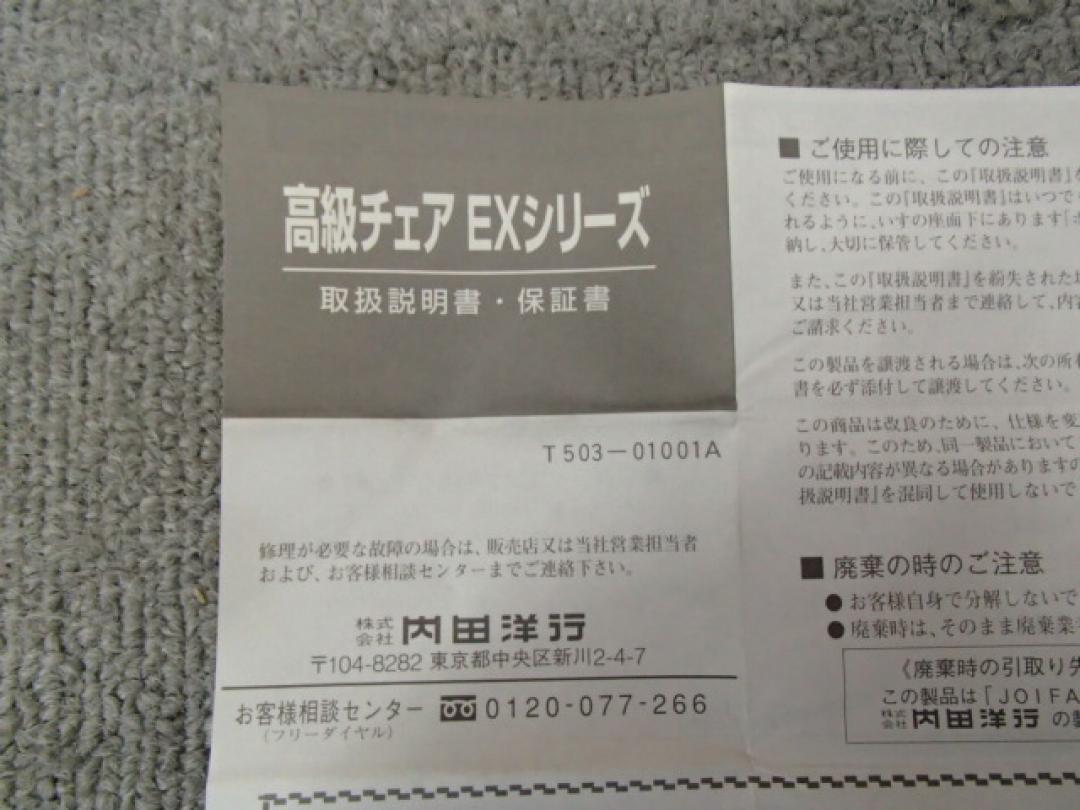 高級チェア EXシリーズ
取扱説明書・保証書
T503－01001A
修理が必要な故障の場合は、販売店又は当社営業担当者
および、お客様相談センターまでご連絡下さい。
株式会社 内田洋行
〒104-8282 東京都中央区新川2-4-7
お客様相談センター 0120-077-266
（フリーダイヤル）
■ ご使用に際しての注意
ご使用になる前に、この『取扱説明書』を
ください。この『取扱説明書』はいつで
れるように、いすの座面下にあります『ポ
納し、大切に保管してください。
また、この『取扱説明書』を紛失された場
又は当社営業担当者まで連絡して、内容
ご請求ください。
この製品を譲渡される場合は、次の所有
書を必ず添付して譲渡してください。
この商品は改良のために、仕様を変
ります。このため、同一製品において
の記載内容が異なる場合がありますの
扱説明書』を混同して使用しないで
■ 廃棄の時のご注意
● お客様自身で分解しないで
● 廃棄時は、そのまま廃棄業
《廃棄時の引取り先
この製品は「JOIFA
株式会社 内田洋行 の製